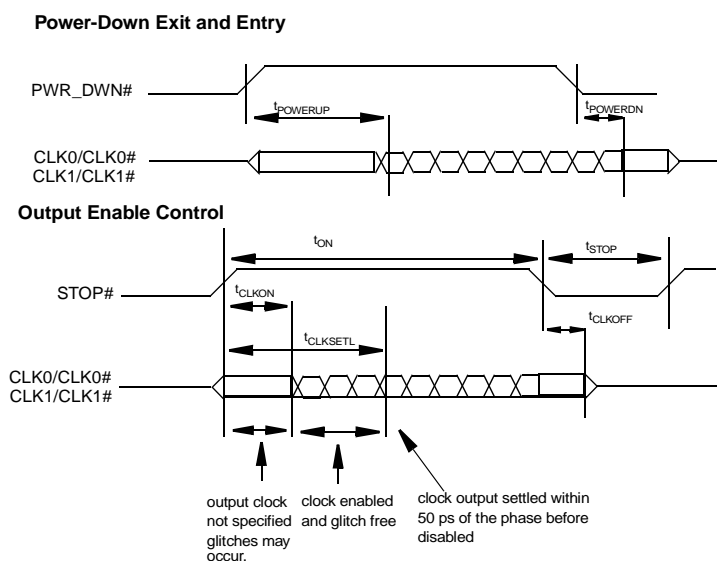 Power-Down Exit and Entry
PWR_DWN#
tPOWERUP
tPOWERDN
CLK0/CLK0#
CLK1/CLK1#
Output Enable Control
tON
tSTOP
STOP#
tCLKON
tCLKSETL
tCLKOFF
CLK0/CLK0#
CLK1/CLK1#
output clock
not specified
glitches may
occur.
clock enabled
and glitch free
clock output settled within
50 ps of the phase before
disabled